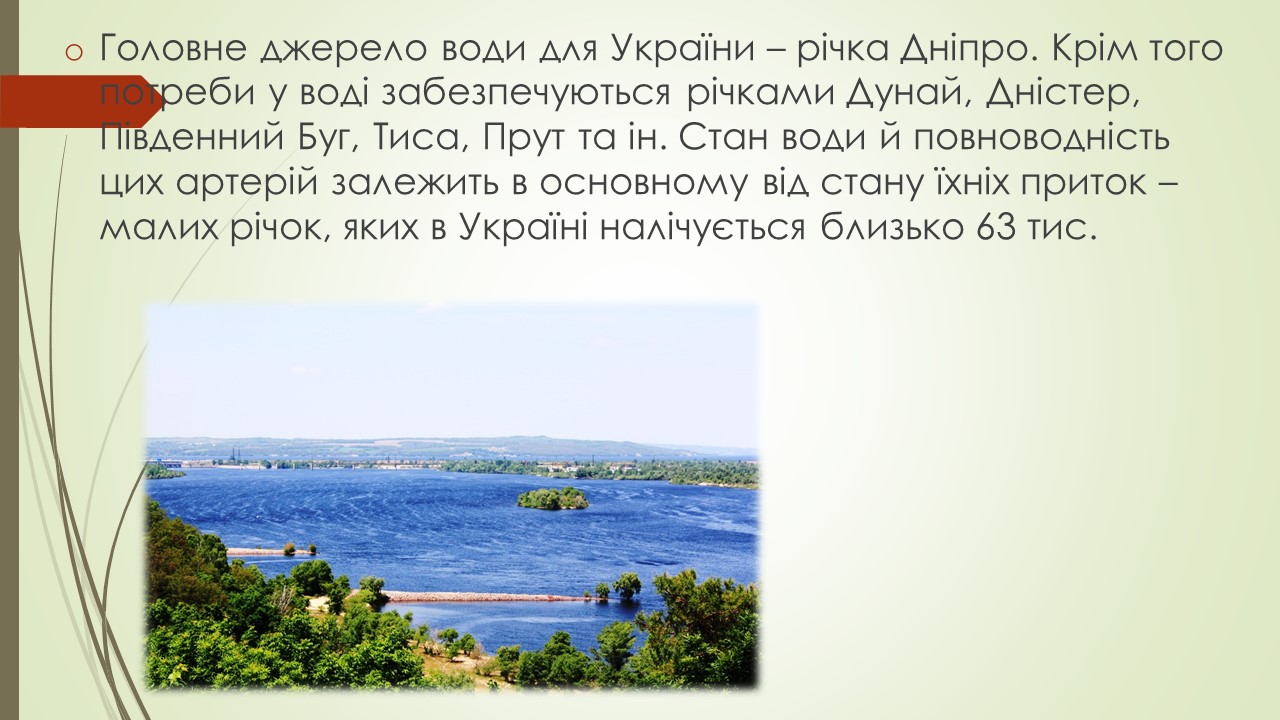 Головне джерело води для України – річка Дніпро. Крім того
потреби у воді забезпечуються річками Дунай, Дністер,
Південний Буг, Тиса, Прут та ін. Стан води й повноводність
цих артерій залежить в основному від стану їхніх приток –
малих річок, яких в Україні налічується близько 63 тис.